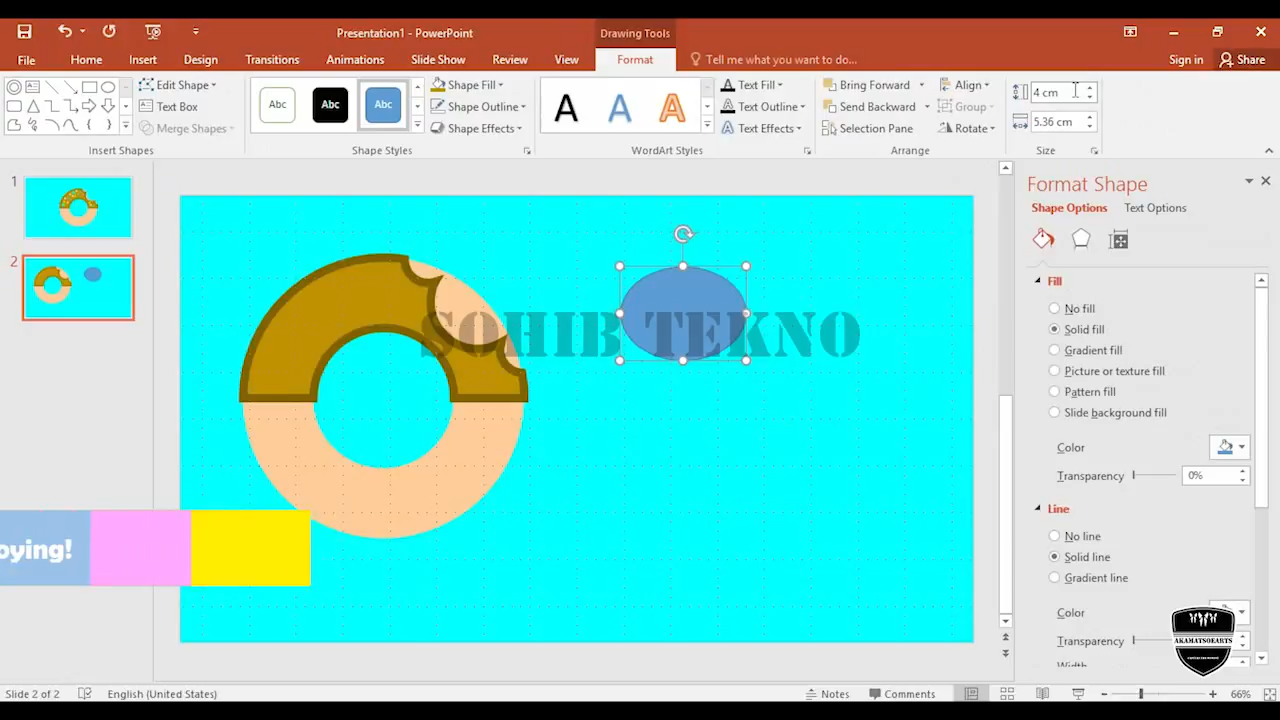 Presentation1 - PowerPoint
Drawing Tools
File Home Insert Design Transitions Animations Slide Show Review View Format Tell me what you want to do... Sign in Share
Edit Shape
Text Box
Merge Shapes
Insert Shapes
Abc Abc Abc
Shape Fill
Shape Outline
Shape Effects
Shape Styles
A A A
Text Fill
Text Outline
Text Effects
WordArt Styles
Bring Forward
Send Backward
Selection Pane
Align
Group
Rotate
Arrange
4 cm
5.36 cm
Size
1
2
SOHIB TEKNO
oying!
Format Shape
Shape Options Text Options
Fill
No fill
Solid fill
Gradient fill
Picture or texture fill
Pattern fill
Slide background fill
Color
Transparency 0%
Line
No line
Solid line
Gradient line
Color
Transparency
Width
AKAMATSOEARTS
Slide 2 of 2 English (United States) Notes Comments 66%